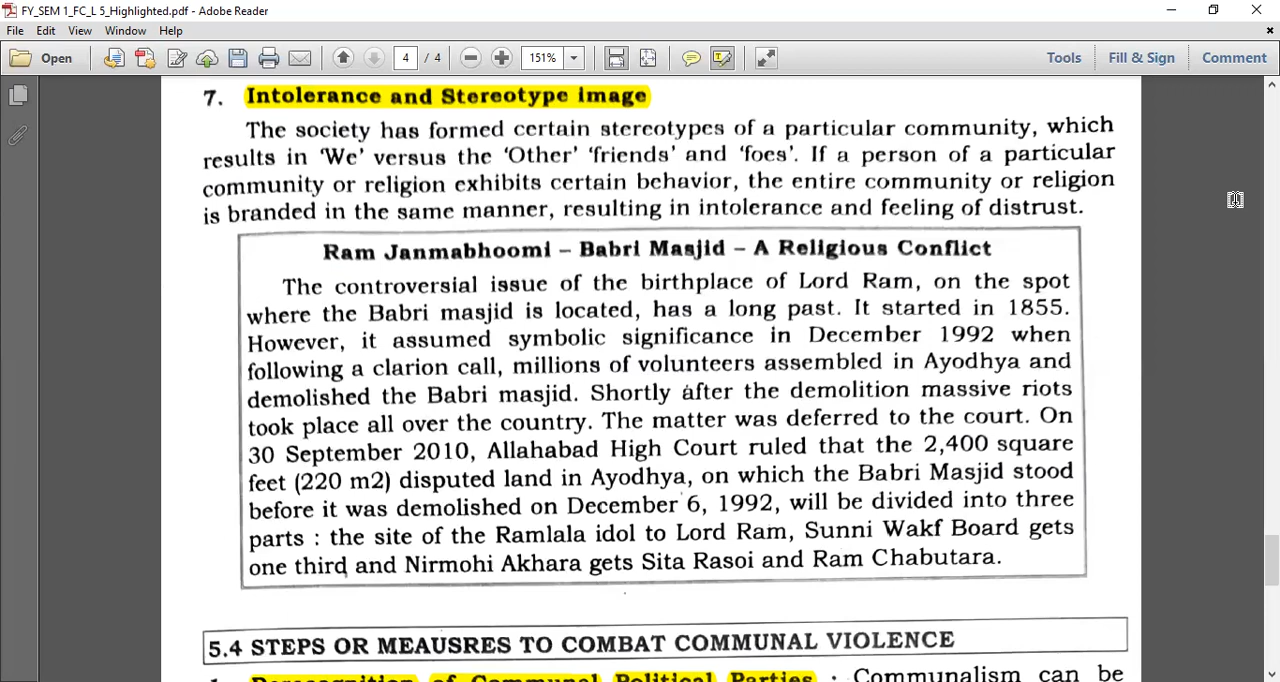 FY_SEM 1_FC_L 5_Highlighted.pdf - Adobe Reader
File Edit View Window Help
Open 4 / 4 151% Tools Fill & Sign Comment
7. Intolerance and Stereotype image
The society has formed certain stereotypes of a particular community, which
results in 'We' versus the 'Other' 'friends' and 'foes'. If a person of a particular
community or religion exhibits certain behavior, the entire community or religion
is branded in the same manner, resulting in intolerance and feeling of distrust.
Ram Janmabhoomi – Babri Masjid – A Religious Conflict
The controversial issue of the birthplace of Lord Ram, on the spot
where the Babri masjid is located, has a long past. It started in 1855.
However, it assumed symbolic significance in December 1992 when
following a clarion call, millions of volunteers assembled in Ayodhya and
demolished the Babri masjid. Shortly after the demolition massive riots
took place all over the country. The matter was deferred to the court. On
30 September 2010, Allahabad High Court ruled that the 2,400 square
feet (220 m2) disputed land in Ayodhya, on which the Babri Masjid stood
before it was demolished on December 6, 1992, will be divided into three
parts : the site of the Ramlala idol to Lord Ram, Sunni Wakf Board gets
one third and Nirmohi Akhara gets Sita Rasoi and Ram Chabutara.
5.4 STEPS OR MEAUSRES TO COMBAT COMMUNAL VIOLENCE
1. Derecognition of Communal Political Parties : Communalism can be